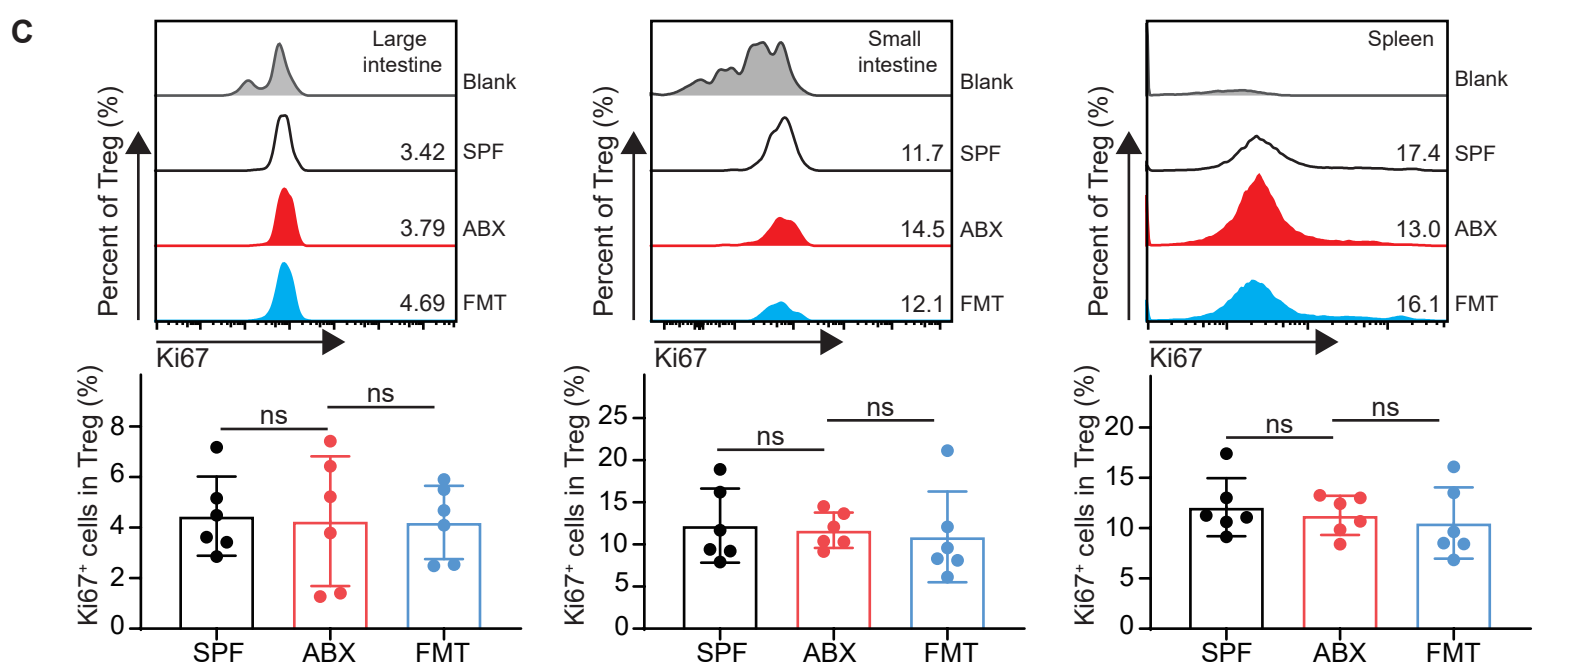 C
Percent of Treg (%)
Large
intestine
Blank
3.42 SPF
3.79 ABX
4.69 FMT
Ki67
Percent of Treg (%)
Small
intestine
Blank
11.7 SPF
14.5 ABX
12.1 FMT
Ki67
Percent of Treg (%)
Spleen
Blank
17.4 SPF
13.0 ABX
16.1 FMT
Ki67
Ki67⁺ cells in Treg (%)
ns
ns
8
6
4
2
0
SPF ABX FMT
Ki67⁺ cells in Treg (%)
ns
ns
25
20
15
10
5
0
SPF ABX FMT
Ki67⁺ cells in Treg (%)
ns
ns
20
15
10
5
0
SPF ABX FMT